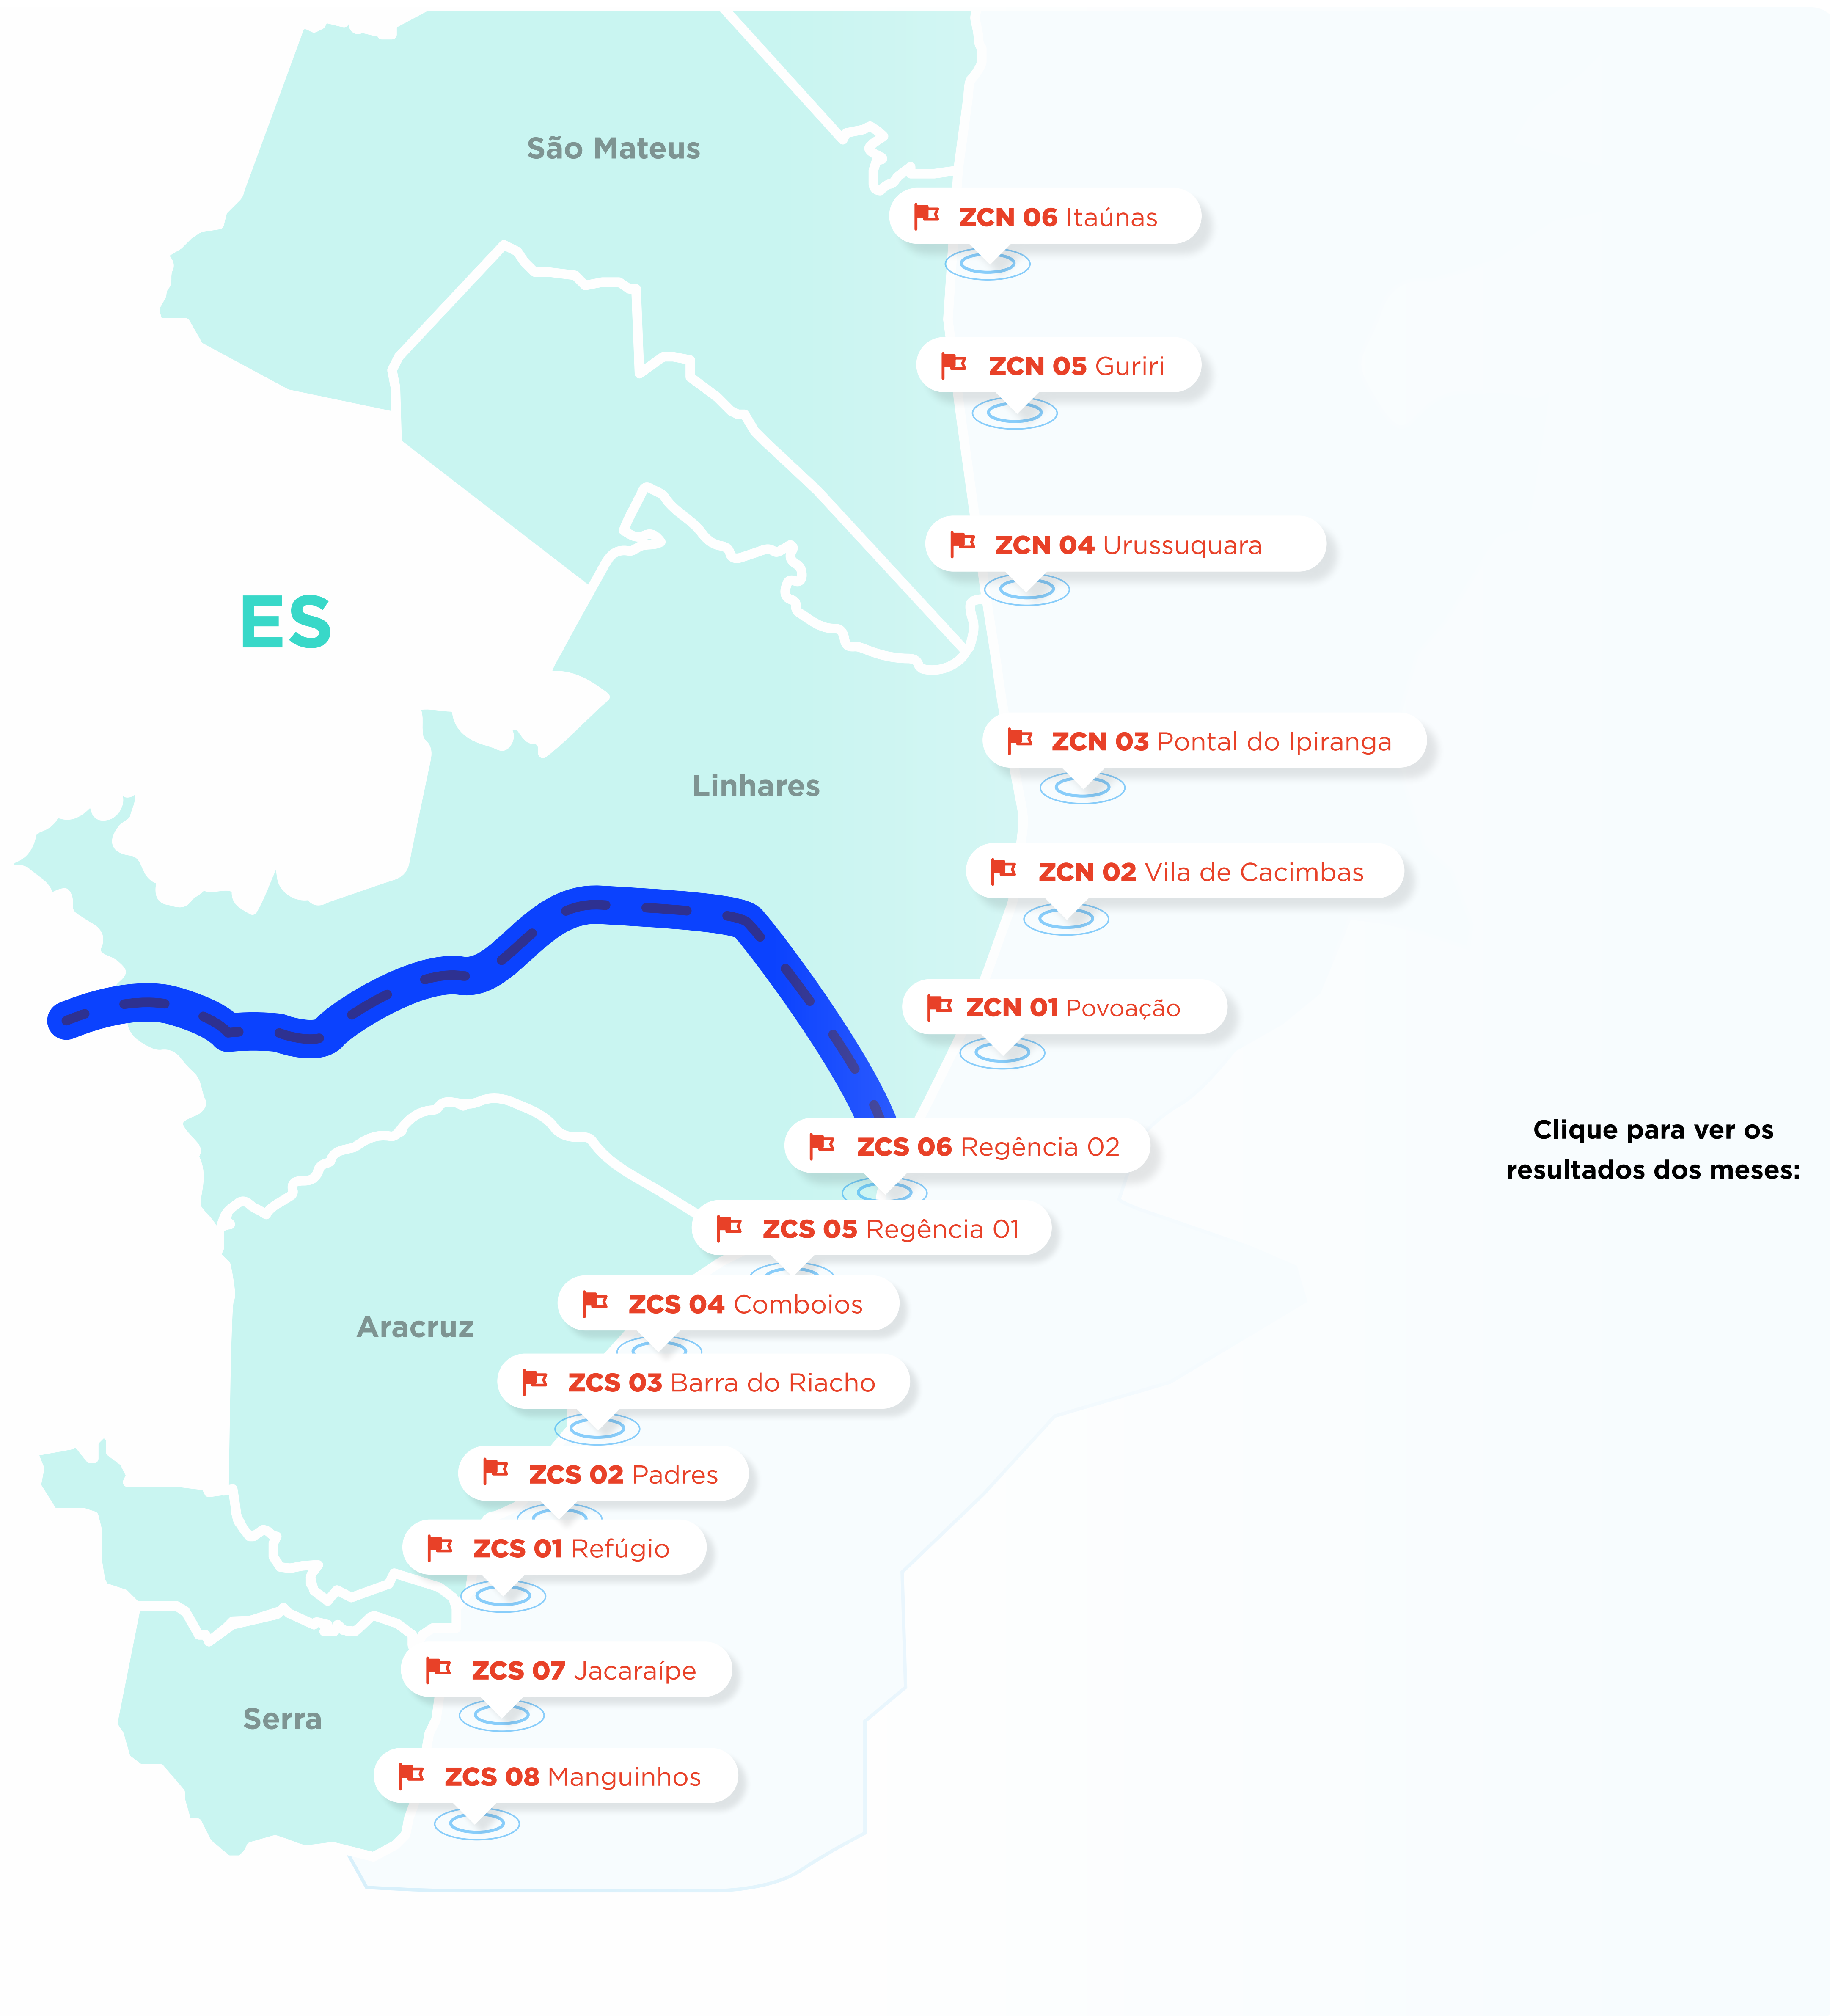 São Mateus
ZCN 06 Itaúnas
ZCN 05 Guriri
ZCN 04 Urussuquara
ES
ZCN 03 Pontal do Ipiranga
Linhares
ZCN 02 Vila de Cacimbas
ZCN 01 Povoação
Clique para ver os
resultados dos meses:
ZCS 06 Regência 02
ZCS 05 Regência 01
ZCS 04 Comboios
Aracruz
ZCS 03 Barra do Riacho
ZCS 02 Padres
ZCS 01 Refúgio
ZCS 07 Jacaraípe
Serra
ZCS 08 Manguinhos